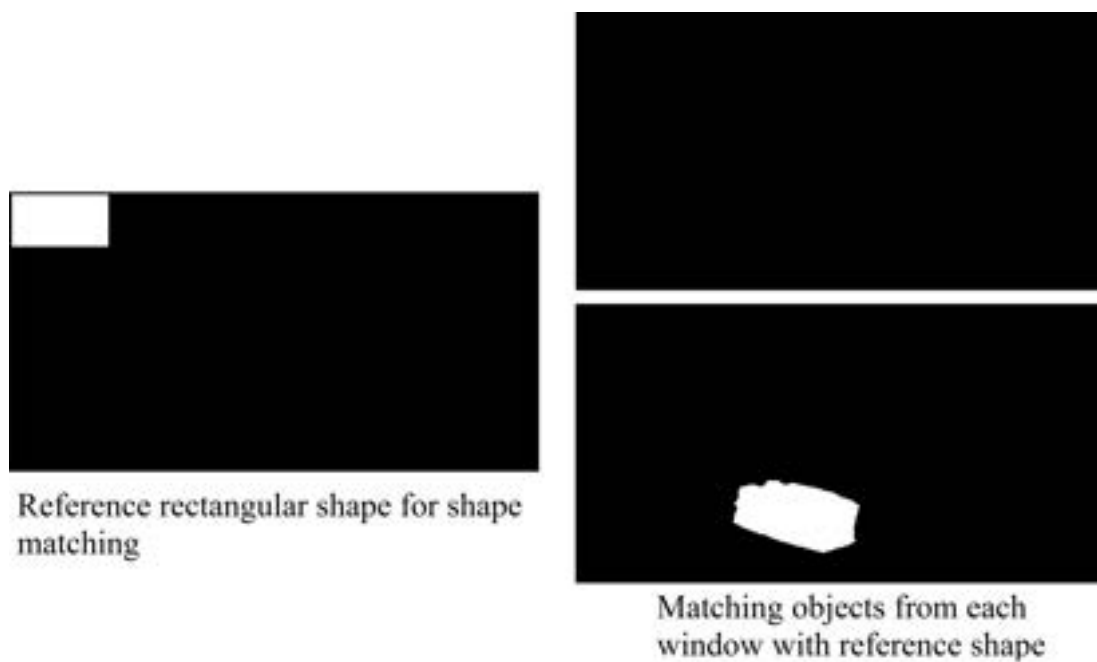 Reference rectangular shape for shape
matching
Matching objects from each
window with reference shape